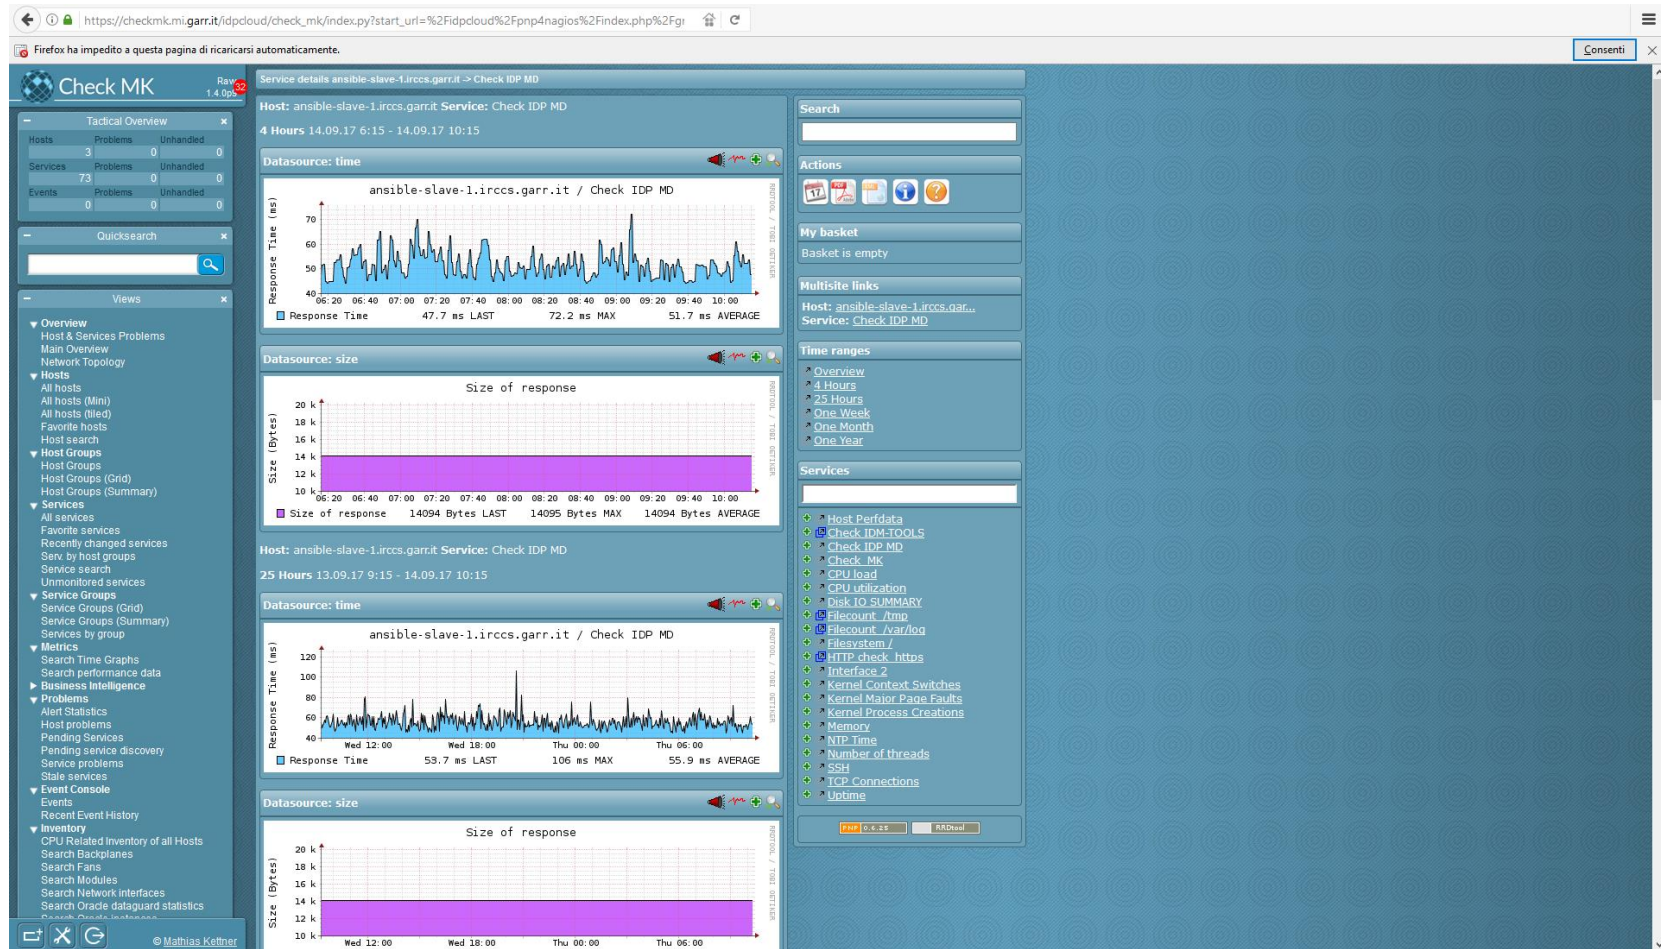 https://checkmk.mi.garr.it/idpcloud/check_mk/index.py?start_url=%2Fidpcloud%2Fpnp4nagios%2Findex.php%2Fgr
Firefox ha impedito a questa pagina di ricaricarsi automaticamente.
Consenti
Check MK
Raw
1.4.0p9
32
Tactical Overview
Hosts Problems Unhandled
3 0 0
Services Problems Unhandled
73 0 0
Events Problems Unhandled
0 0 0
Quicksearch
Views
Overview
Host & Services Problems
Main Overview
Network Topology
Hosts
All hosts
All hosts (Mini)
All hosts (tiled)
Favorite hosts
Host search
Host Groups
Host Groups
Host Groups (Grid)
Host Groups (Summary)
Services
All services
Favorite services
Recently changed services
Serv. by host groups
Service search
Unmonitored services
Service Groups
Service Groups (Grid)
Service Groups (Summary)
Services by group
Metrics
Search Time Graphs
Search performance data
Business Intelligence
Problems
Alert Statistics
Host problems
Pending Services
Pending service discovery
Service problems
Stale services
Event Console
Events
Recent Event History
Inventory
CPU Related Inventory of all Hosts
Search Backplanes
Search Fans
Search Modules
Search Network interfaces
Search Oracle dataguard statistics
Search Oracle instances
© Mathias Kettner
Service details ansible-slave-1.irccs.garr.it -> Check IDP MD
Host: ansible-slave-1.irccs.garr.it Service: Check IDP MD
4 Hours 14.09.17 6:15 - 14.09.17 10:15
Datasource: time
ansible-slave-1.irccs.garr.it / Check IDP MD
RRDTOOL / TOBI OETIKER
Response Time (ms)
70
60
50
40
06:20 06:40 07:00 07:20 07:40 08:00 08:20 08:40 09:00 09:20 09:40 10:00
Response Time 47.7 ms LAST 72.2 ms MAX 51.7 ms AVERAGE
Datasource: size
Size of response
RRDTOOL / TOBI OETIKER
Size (Bytes)
20 k
18 k
16 k
14 k
12 k
10 k
06:20 06:40 07:00 07:20 07:40 08:00 08:20 08:40 09:00 09:20 09:40 10:00
Size of response 14094 Bytes LAST 14095 Bytes MAX 14094 Bytes AVERAGE
Host: ansible-slave-1.irccs.garr.it Service: Check IDP MD
25 Hours 13.09.17 9:15 - 14.09.17 10:15
Datasource: time
ansible-slave-1.irccs.garr.it / Check IDP MD
RRDTOOL / TOBI OETIKER
Response Time (ms)
120
100
80
60
40
Wed 12:00 Wed 18:00 Thu 00:00 Thu 06:00
Response Time 53.7 ms LAST 106 ms MAX 55.9 ms AVERAGE
Datasource: size
Size of response
RRDTOOL / TOBI OETIKER
Size (Bytes)
20 k
18 k
16 k
14 k
12 k
10 k
Wed 12:00 Wed 18:00 Thu 00:00 Thu 06:00
Search
Actions
17
PDF
My basket
Basket is empty
Multisite links
Host: ansible-slave-1.irccs.gar...
Service: Check IDP MD
Time ranges
Overview
4 Hours
25 Hours
One Week
One Month
One Year
Services
Host Perfdata
Check IDM-TOOLS
Check IDP MD
Check_MK
CPU load
CPU utilization
Disk IO SUMMARY
Filecount_/tmp
Filecount_/var/log
Filesystem /
HTTP check_https
Interface 2
Kernel Context Switches
Kernel Major Page Faults
Kernel Process Creations
Memory
NTP Time
Number of threads
SSH
TCP Connections
Uptime
PNP 0.6.25
RRDtool